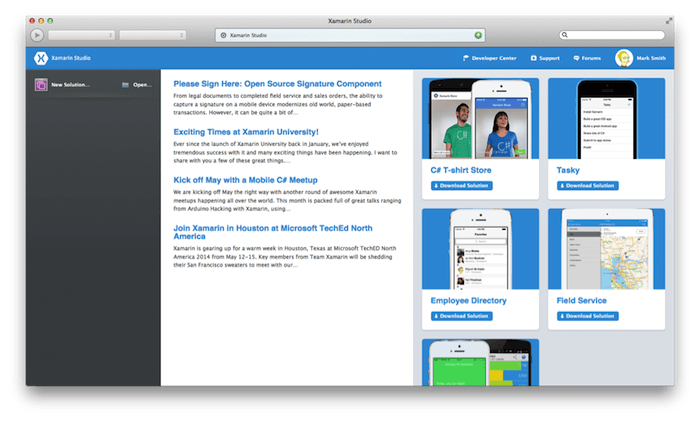 Xamarin Studio
Xamarin Studio
Xamarin Studio
Developer Center
Support
Forums
Mark Smith
New Solution...
Open...
Please Sign Here: Open Source Signature Component
From legal documents to completed field service and sales orders, the ability to
capture a signature on a mobile device modernizes old world, paper-based
transactions. However, it can be quite a bit of...
Exciting Times at Xamarin University!
Ever since the launch of Xamarin University back in january, we've enjoyed
tremendous success with it and many exciting things have been happening. I want to
share with you a few of these great things...
Kick off May with a Mobile C# Meetup
We are kicking off May the right way with another round of awesome Xamarin
meetups happening all over the world. This month is packed full of great talks ranging
from Arduino Hacking with Xamarin, using...
Join Xamarin in Houston at Microsoft TechEd North
America
Xamarin is gearing up for a warm week in Houston, Texas at Microsoft TechED North
America 2014 from May 12-15. Key members from Team Xamarin will be shedding
their San Francisco sweaters to meet with our...
C# T-shirt Store
Download Solution
Tasky
Download Solution
Favorites
Employee Directory
Download Solution
Field Service
Download Solution